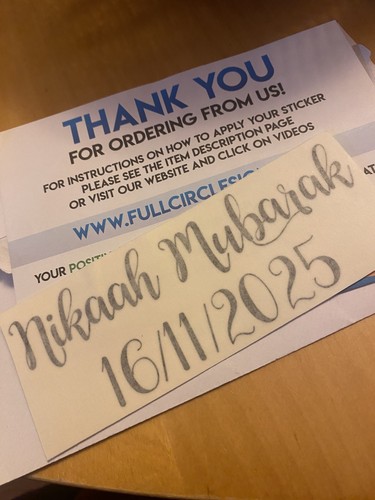 THANK YOU
FOR ORDERING FROM US!
FOR INSTRUCTIONS ON HOW TO APPLY YOUR STICKER
PLEASE SEE THE ITEM DESCRIPTION PAGE
OR VISIT OUR WEBSITE AND CLICK ON VIDEOS
WWW.FULLCIRCLESIG
YOUR POSITIV
Nikaah Mubarak
16/11/2025